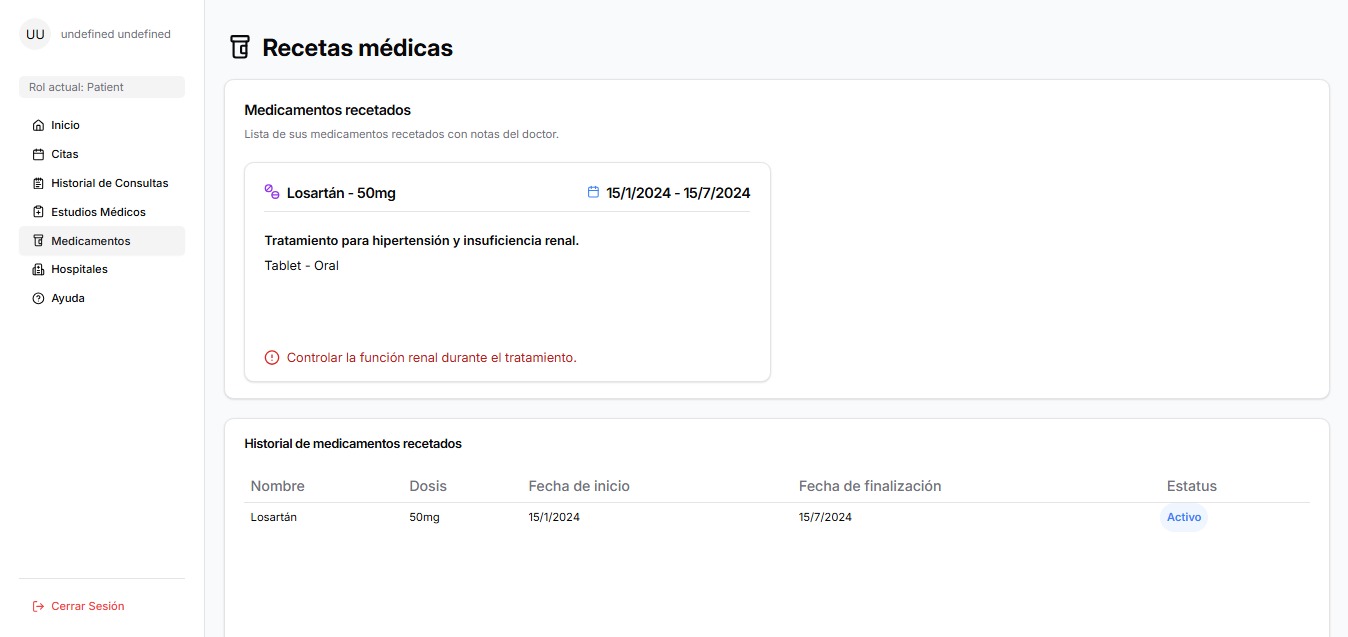 UU undefined undefined
Rol actual: Patient
Inicio
Citas
Historial de Consultas
Estudios Médicos
Medicamentos
Hospitales
Ayuda
Cerrar Sesión
Recetas médicas
Medicamentos recetados
Lista de sus medicamentos recetados con notas del doctor.
Losartán - 50mg 15/1/2024 - 15/7/2024
Tratamiento para hipertensión y insuficiencia renal.
Tablet - Oral
Controlar la función renal durante el tratamiento.
Historial de medicamentos recetados
Nombre Dosis Fecha de inicio Fecha de finalización Estatus
Losartán 50mg 15/1/2024 15/7/2024 Activo